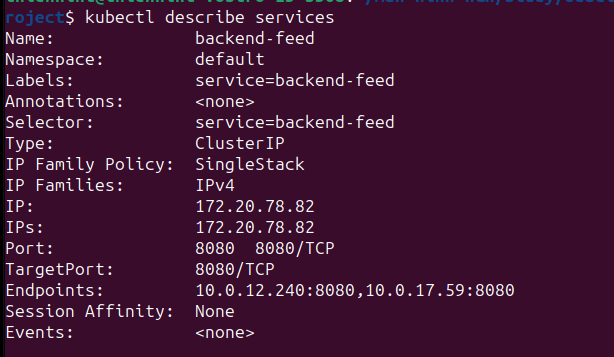 roject$ kubectl describe services
Name: backend-feed
Namespace: default
Labels: service=backend-feed
Annotations: <none>
Selector: service=backend-feed
Type: ClusterIP
IP Family Policy: SingleStack
IP Families: IPv4
IP: 172.20.78.82
IPs: 172.20.78.82
Port: 8080 8080/TCP
TargetPort: 8080/TCP
Endpoints: 10.0.12.240:8080,10.0.17.59:8080
Session Affinity: None
Events: <none>